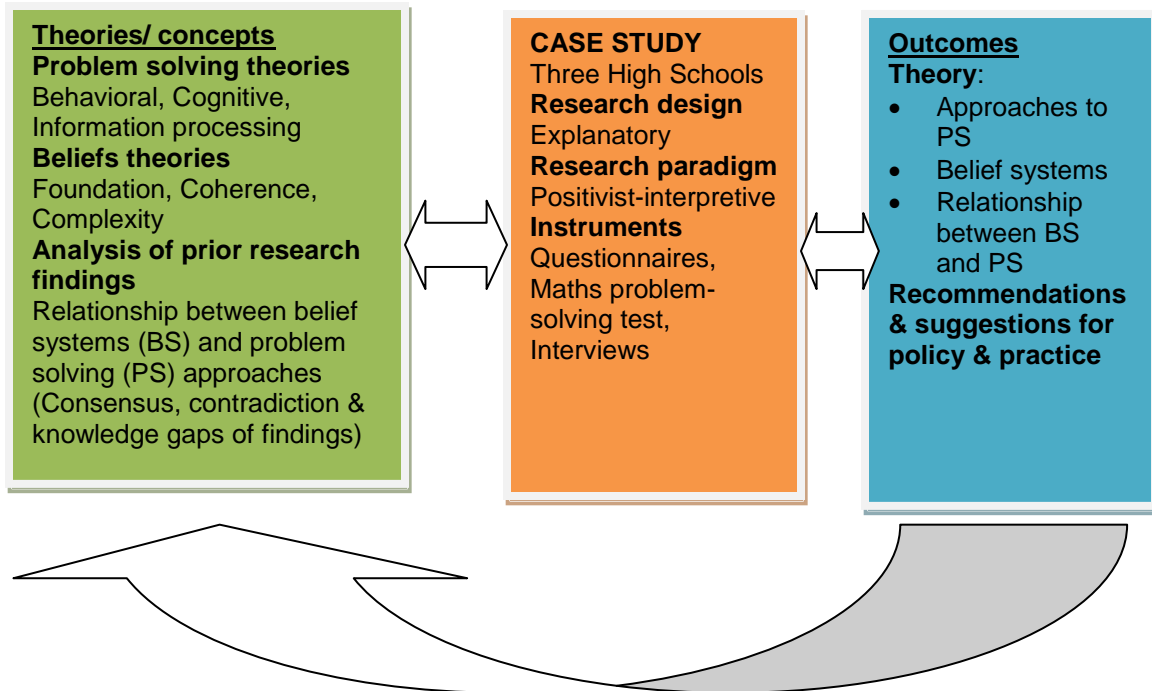 Theories/ concepts
Problem solving theories
Behavioral, Cognitive,
Information processing
Beliefs theories
Foundation, Coherence,
Complexity
Analysis of prior research
findings
Relationship between belief
systems (BS) and problem
solving (PS) approaches
(Consensus, contradiction &
knowledge gaps of findings)
CASE STUDY
Three High Schools
Research design
Explanatory
Research paradigm
Positivist-interpretive
Instruments
Questionnaires,
Maths problem-
solving test,
Interviews
Outcomes
Theory:
• Approaches to
PS
• Belief systems
• Relationship
between BS
and PS
Recommendations
& suggestions for
policy & practice